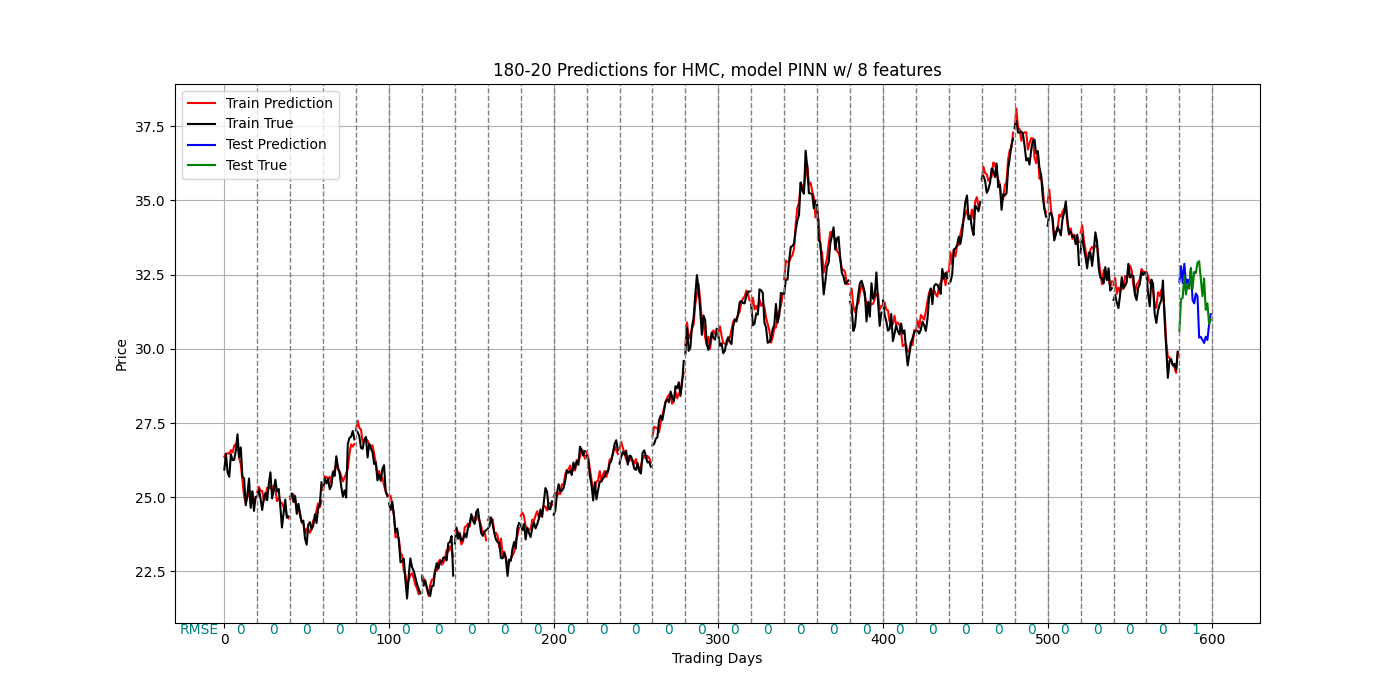 180-20 Predictions for HMC, model PINN w/ 8 features
Train Prediction
Train True
Test Prediction
Test True
Price
37.5
35.0
32.5
30.0
27.5
25.0
22.5
RMSE 0 0 0 0 0 0 0 0 0 0 0 0 0 0 0 0 0 0 0 0 0 0 0 0 0 0 0 0 0 1
0 100 200 300 400 500 600
Trading Days